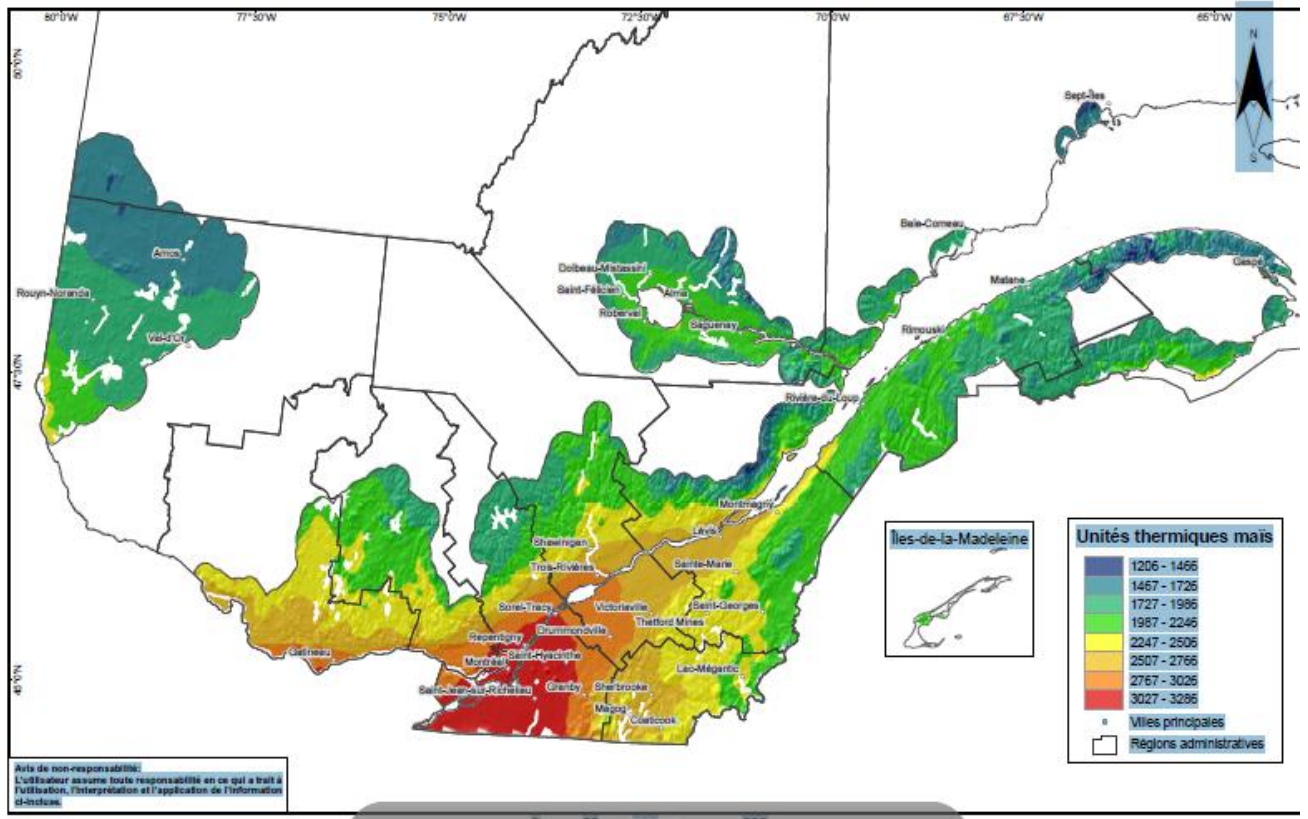 80°0'W
77°30'W
75°0'W
72°30'W
70°0'W
67°30'W
65°0'W
N
S
50°0'N
47°30'N
45°0'N
Sept-Îles
Baie-Comeau
Amos
Dolbeau-Mistassini
Gaspé
Matane
Rouyn-Noranda
Saint-Félicien
Alma
Roberval
Saguenay
Rimouski
Val-d'Or
Rivière-du-Loup
Montmagny
Lévis
Shawinigan
Trois-Rivières
Sainte-Marie
Sorel-Tracy
Victoriaville
Saint-Georges
Thetford Mines
Drummondville
Repentigny
Gatineau
Saint-Hyacinthe
Montréal
Lac-Mégantic
Saint-Jean-sur-Richelieu
Granby
Sherbrooke
Magog
Coaticook
Îles-de-la-Madeleine
Unités thermiques maïs
1206 - 1466
1467 - 1726
1727 - 1986
1987 - 2246
2247 - 2506
2507 - 2766
2767 - 3026
3027 - 3286
Villes principales
Régions administratives
Avis de non-responsabilité:
L'utilisateur assume toute responsabilité en ce qui a trait à
l'utilisation, l'interprétation et l'application de l'information
ci-incluse.